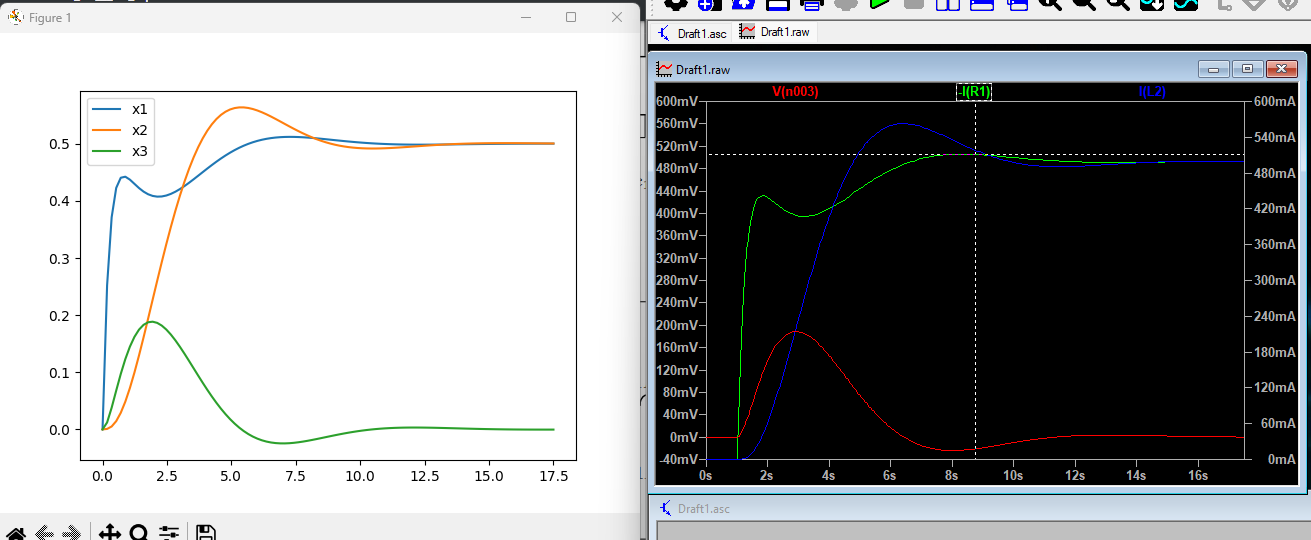 Figure 1
x1
x2
x3
0.5
0.4
0.3
0.2
0.1
0.0
0.0 2.5 5.0 7.5 10.0 12.5 15.0 17.5
Draft1.asc Draft1.raw
Draft1.raw
V(n003) -I(R1) I(L2)
600mV 600mA
560mV
520mV 540mA
480mV 480mA
440mV
400mV 420mA
360mV 360mA
320mV
280mV 300mA
240mV 240mA
200mV
160mV 180mA
120mV 120mA
80mV
40mV 60mA
0mV
-40mV 0mA
0s 2s 4s 6s 8s 10s 12s 14s 16s
Draft1.asc